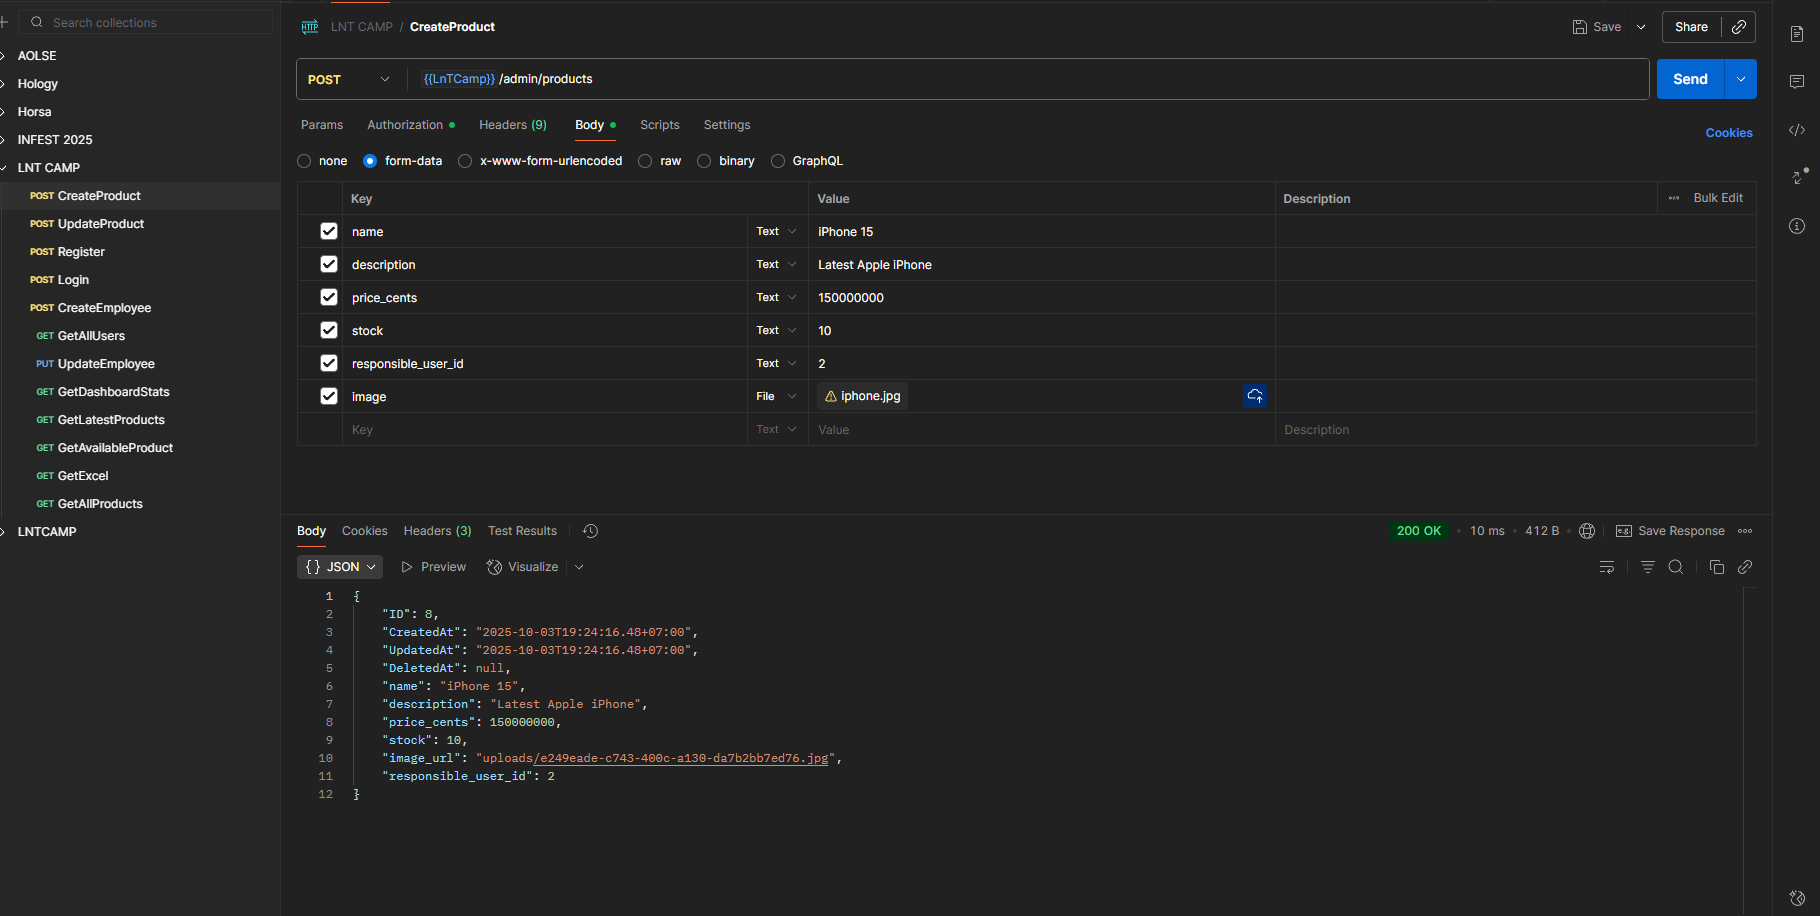 Search collections
AOLSE
Hology
Horsa
INFEST 2025
LNT CAMP
POST CreateProduct
POST UpdateProduct
POST Register
POST Login
POST CreateEmployee
GET GetAllUsers
PUT UpdateEmployee
GET GetDashboardStats
GET GetLatestProducts
GET GetAvailableProduct
GET GetExcel
GET GetAllProducts
LNTCAMP
HTTP LNT CAMP / CreateProduct
Save Share
POST {{LnTCamp}} /admin/products Send
Params Authorization Headers (9) Body Scripts Settings Cookies
none form-data x-www-form-urlencoded raw binary GraphQL
Key Value Description Bulk Edit
name Text iPhone 15
description Text Latest Apple iPhone
price_cents Text 150000000
stock Text 10
responsible_user_id Text 2
image File iphone.jpg
Key Text Value Description
Body Cookies Headers (3) Test Results 200 OK 10 ms 412 B e.g. Save Response
{} JSON Preview Visualize
1 {
2 "ID": 8,
3 "CreatedAt": "2025-10-03T19:24:16.48+07:00",
4 "UpdatedAt": "2025-10-03T19:24:16.48+07:00",
5 "DeletedAt": null,
6 "name": "iPhone 15",
7 "description": "Latest Apple iPhone",
8 "price_cents": 150000000,
9 "stock": 10,
10 "image_url": "uploads/e249eade-c743-400c-a130-da7b2bb7ed76.jpg",
11 "responsible_user_id": 2
12 }